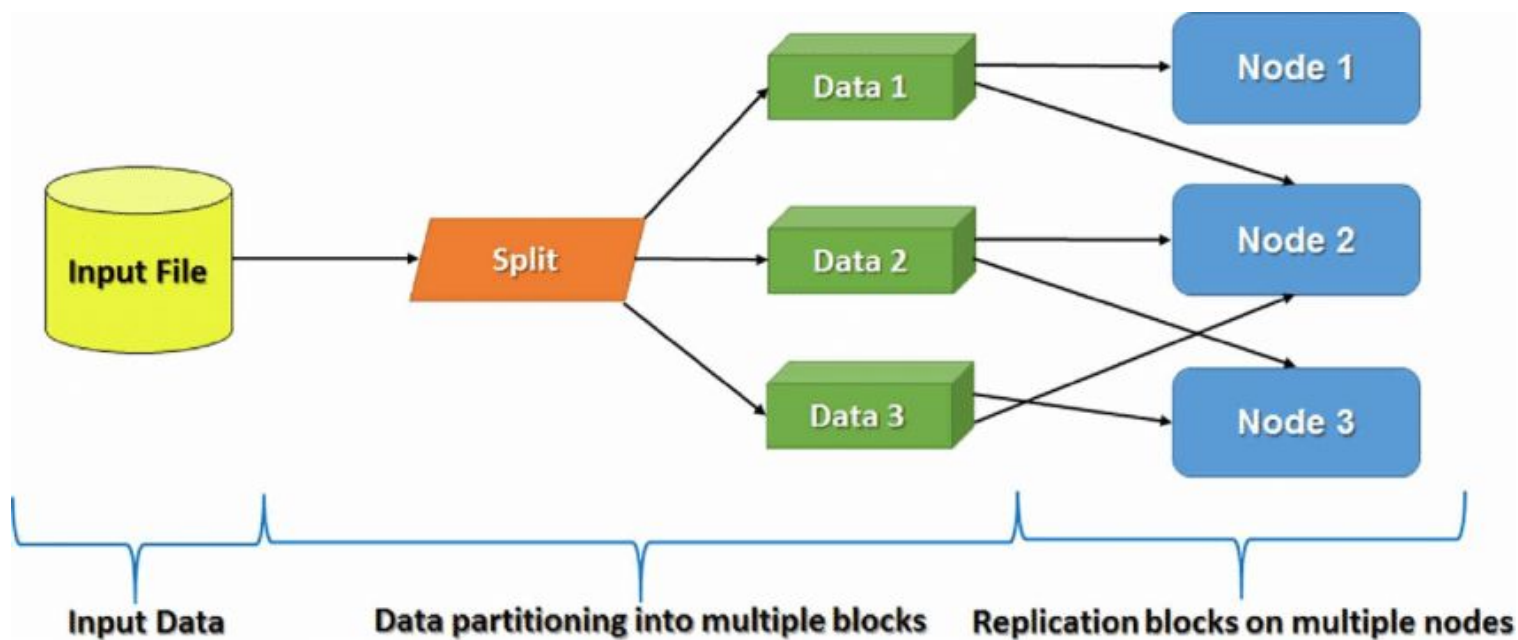 Input File
Split
Data 1
Data 2
Data 3
Node 1
Node 2
Node 3
Input Data
Data partitioning into multiple blocks
Replication blocks on multiple nodes